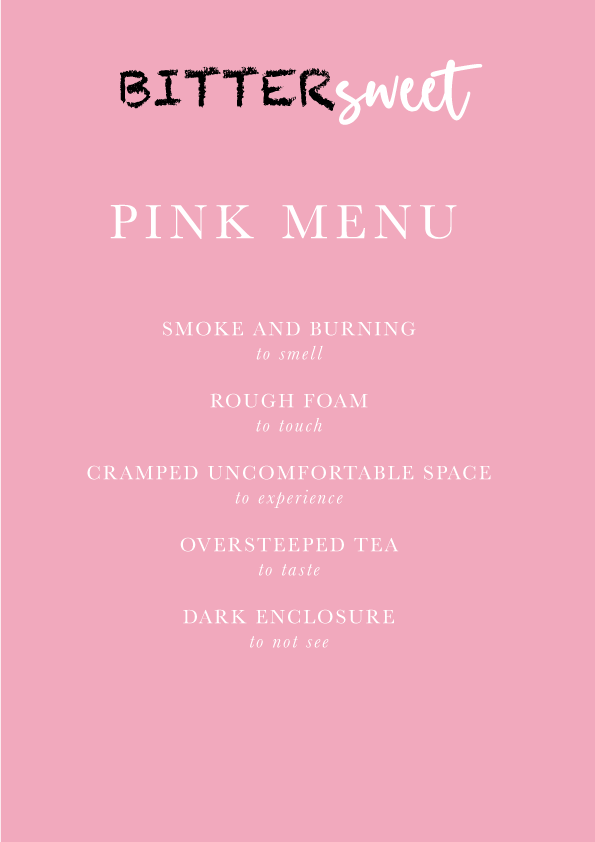 BITTERsweet
PINK MENU
SMOKE AND BURNING
to smell
ROUGH FOAM
to touch
CRAMPED UNCOMFORTABLE SPACE
to experience
OVERSTEEPED TEA
to taste
DARK ENCLOSURE
to not see